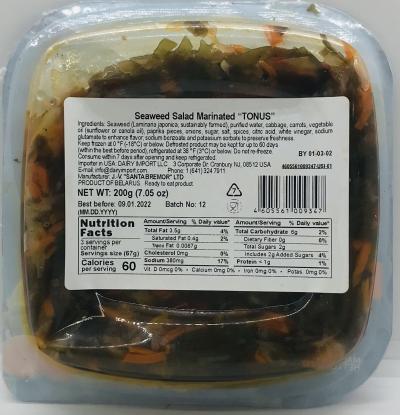 Seaweed Salad Marinated "TONUS"
Ingredients: Seaweed (Laminaria japonica, sustainably farmed), purified water, cabbage, carrots, vegetable
oil (sunflower or canola oil), paprika pieces, onions, sugar, salt, spices, citric acid, white vinegar, sodium
glutamate to enhance flavor; sodium benzoate and potassium sorbate to preserve freshness.
Keep frozen at 0 °F (-18°C) or below. Defrosted product may be kept for up to 60 days
(within the best before period), refrigerated at 38 °F (3°C) or below. Do not re-freeze.
Consume within 7 days after opening and keep refrigerated.
BY 01-03-02
Importer in USA: DAIRY IMPORT LLC 3 Corporate Dr. Cranbury NJ, 08512 USA
4605561009347-US1-01
E.mail: info@dairyimport.com Phone: 1 (641) 324 7911
Manufacturer: J.-V. "SANTA BREMOR" LTD
PRODUCT OF BELARUS. Ready to eat product
NET WT: 200g (7.05 oz)
Best before: 09.01.2022 Batch No: 12
(MM.DD.YYYY)
4 605561 009347
Nutrition
Facts
3 servings per
container
Servings size (67g)
Calories
per serving 60
Amount/Serving % Daily value*
Total Fat 3.5g 4%
Saturated Fat 0.4g 2%
Trans Fat 0.0067g
Cholesterol 0mg 0%
Sodium 380mg 17%
Amount/Serving % Daily value*
Total Carbohydrate 6g 2%
Dietary Fiber 0g 0%
Total Sugars 2g
Includes 2g Added Sugars 4%
Protein < 1g 1%
Vit. D 0mcg 0% • Calcium 0mg 0% • Iron 0mg 0% • Potas. 0mg 0%